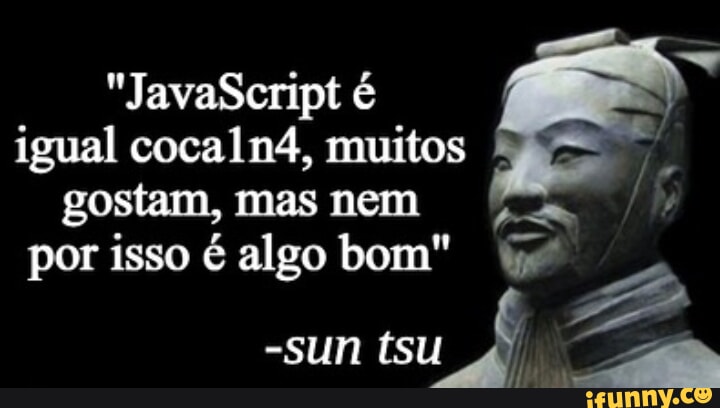 "JavaScript é
igual coca1n4, muitos
gostam, mas nem
por isso é algo bom"
-sun tsu
ifunny.co